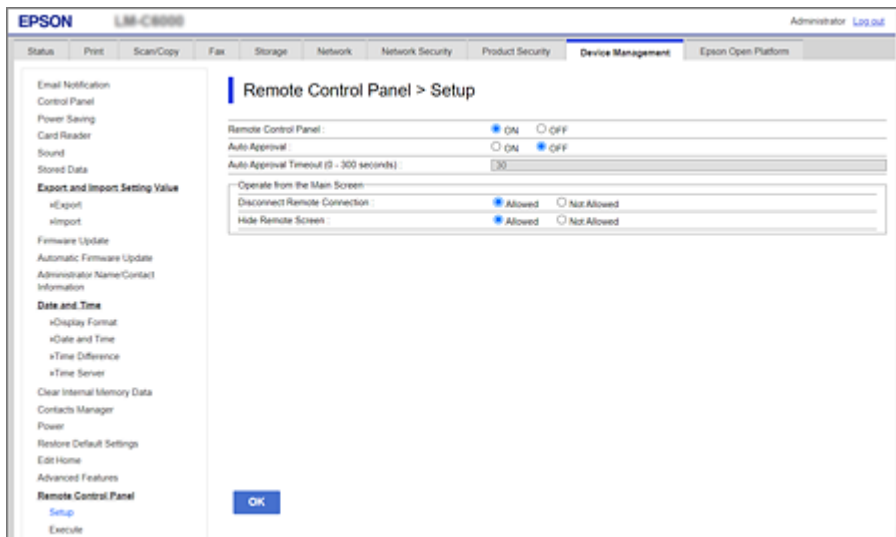 EPSON
Administrator Log out
Status Print Scan/Copy Fax Storage Network Network Security Product Security Device Management Epson Open Platform
Email Notification
Control Panel
Power Saving
Card Reader
Sound
Stored Data
Export and Import Setting Value
»Export
»Import
Firmware Update
Automatic Firmware Update
Administrator Name/Contact
Information
Date and Time
»Display Format
»Date and Time
»Time Difference
»Time Server
Clear Internal Memory Data
Contacts Manager
Power
Restore Default Settings
Edit Home
Advanced Features
Remote Control Panel
Setup
Execute
Remote Control Panel > Setup
Remote Control Panel : ON OFF
Auto Approval : ON OFF
Auto Approval Timeout (0 - 300 seconds) : 30
Operate from the Main Screen
Disconnect Remote Connection : Allowed Not Allowed
Hide Remote Screen : Allowed Not Allowed
OK